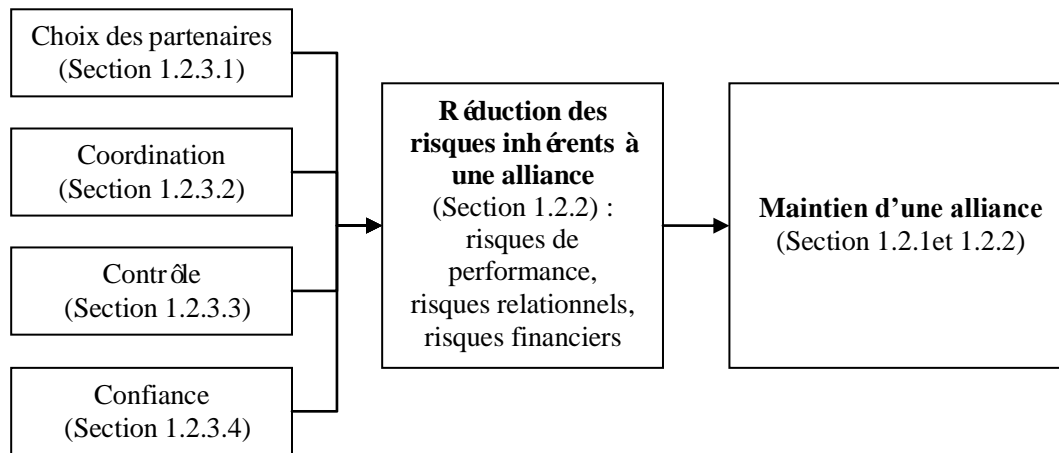 Choix des partenaires
(Section 1.2.3.1)
Coordination
(Section 1.2.3.2)
Contrôle
(Section 1.2.3.3)
Confiance
(Section 1.2.3.4)
Réduction des
risques inhérents à
une alliance
(Section 1.2.2) :
risques de
performance,
risques relationnels,
risques financiers
Maintien d’une alliance
(Section 1.2.1et 1.2.2)